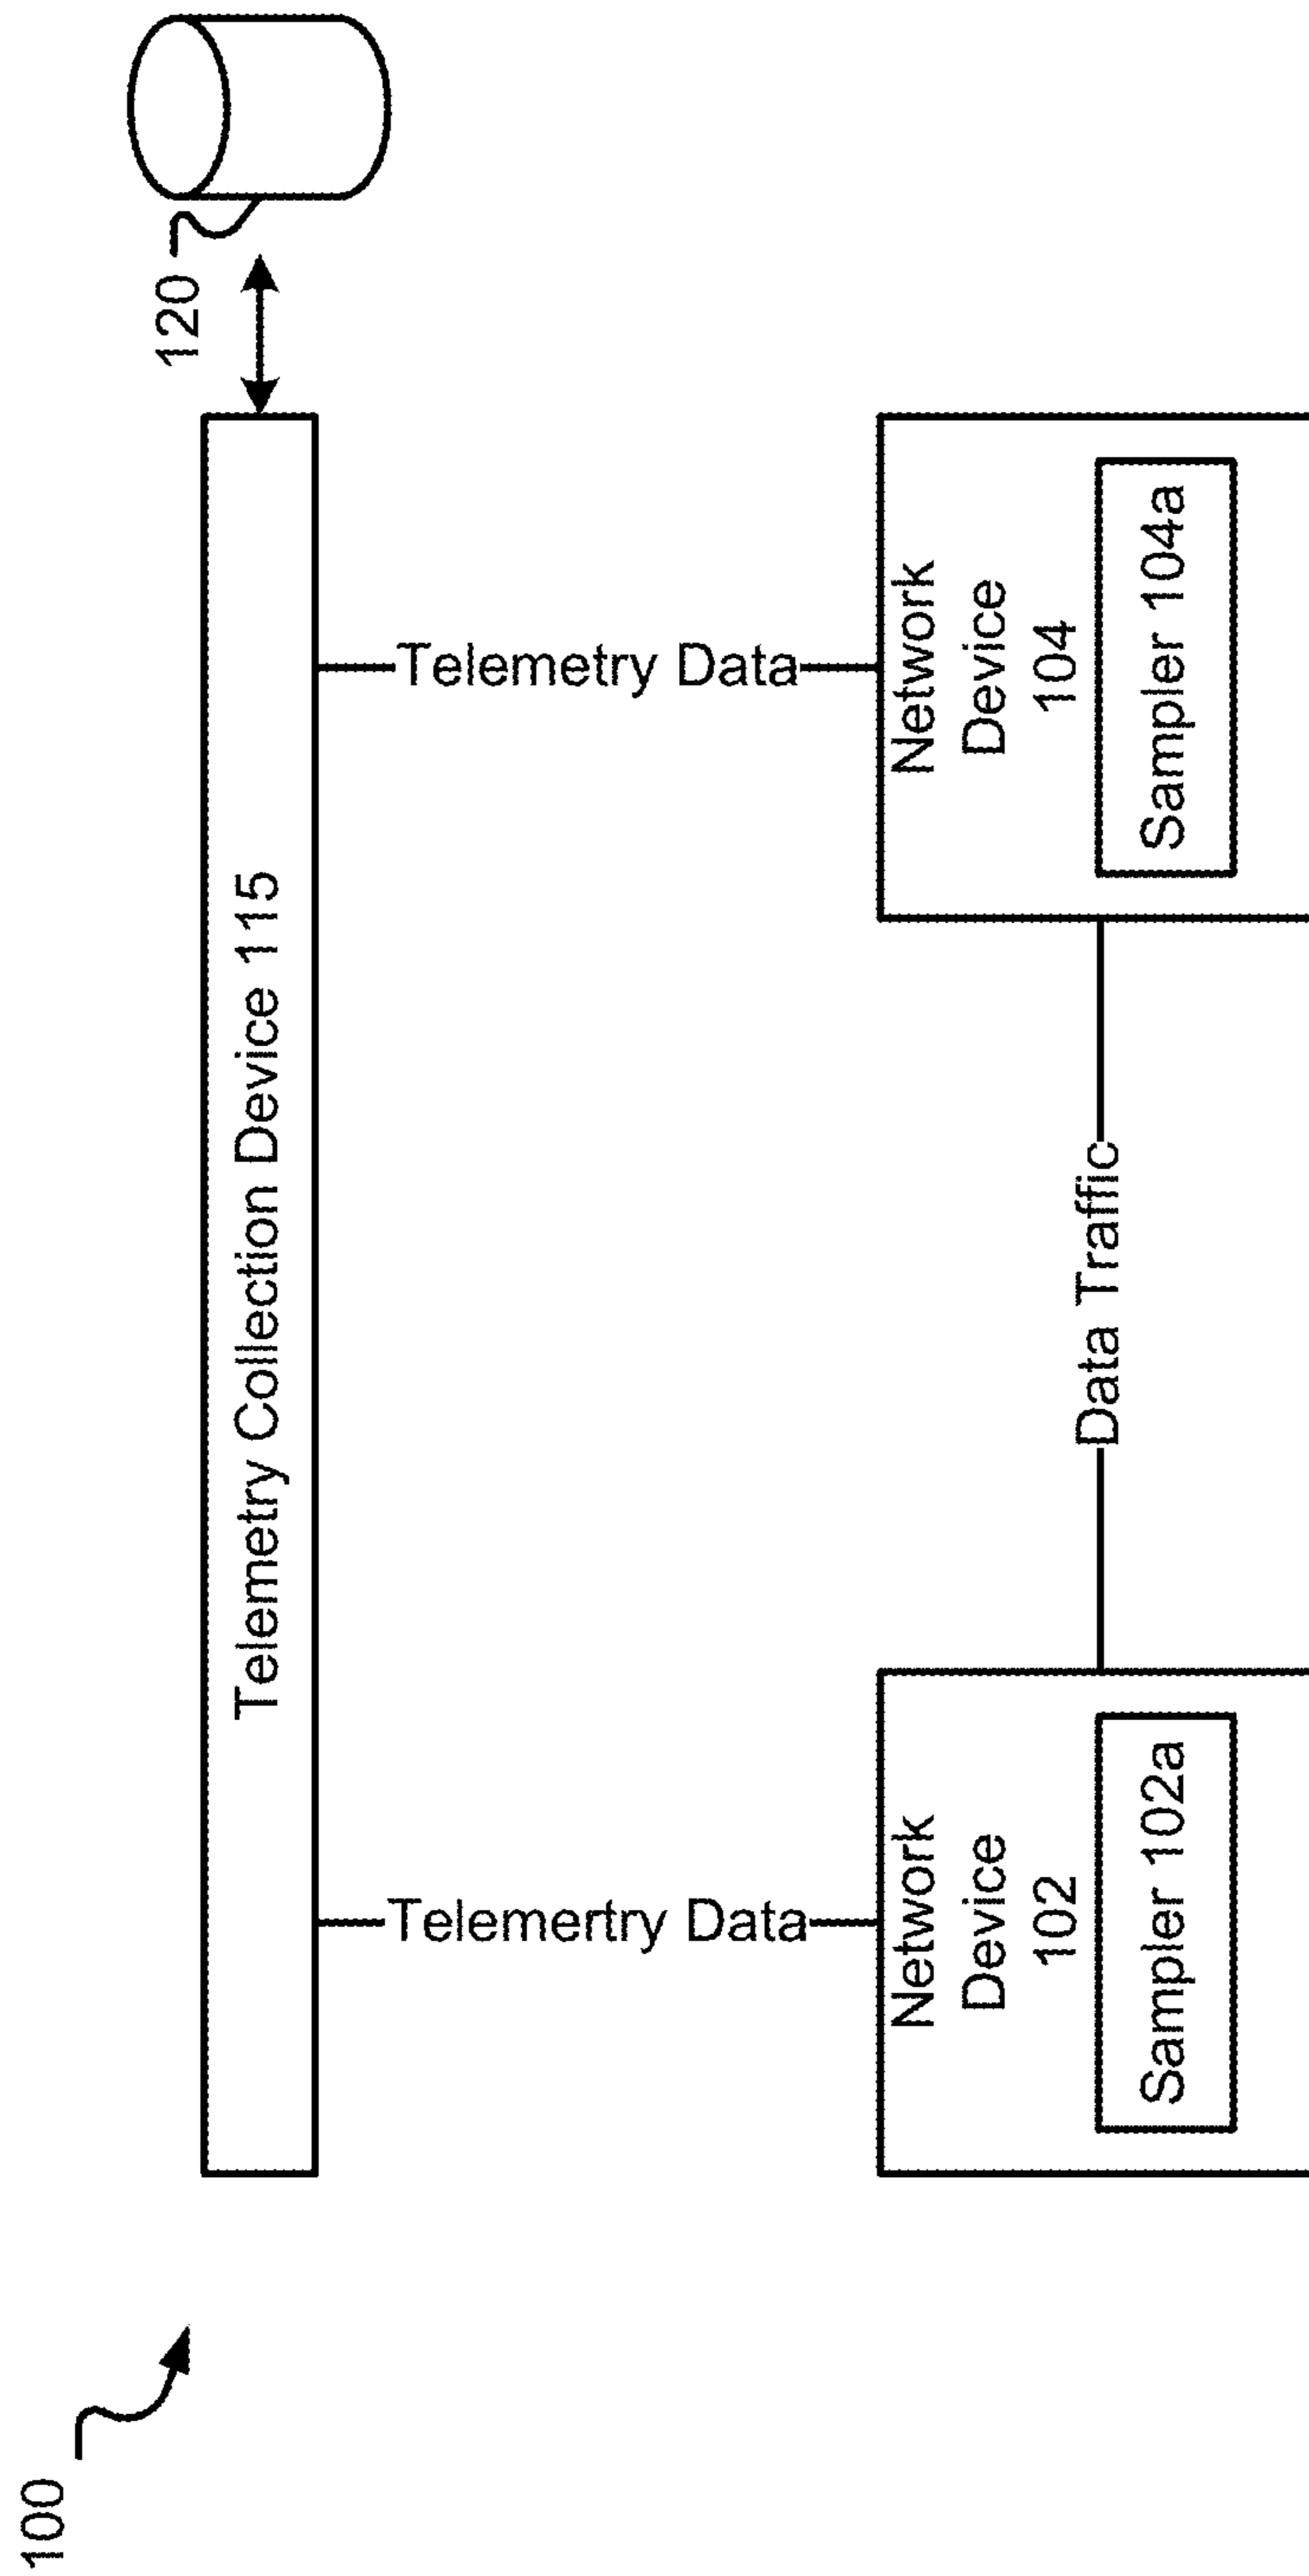 100
120
Telemetry Collection Device 115
Telemertry Data
Telemetry Data
Network
Device
102
Sampler 102a
Data Traffic
Network
Device
104
Sampler 104a